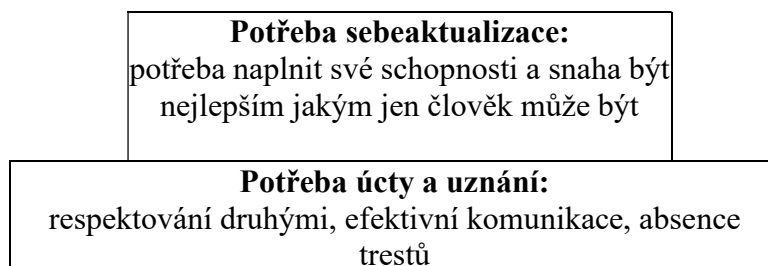 Potřeba sebeaktualizace:
potřeba naplnit své schopnosti a snaha být
nejlepším jakým jen člověk může být
Potřeba úcty a uznání:
respektování druhými, efektivní komunikace, absence
trestů